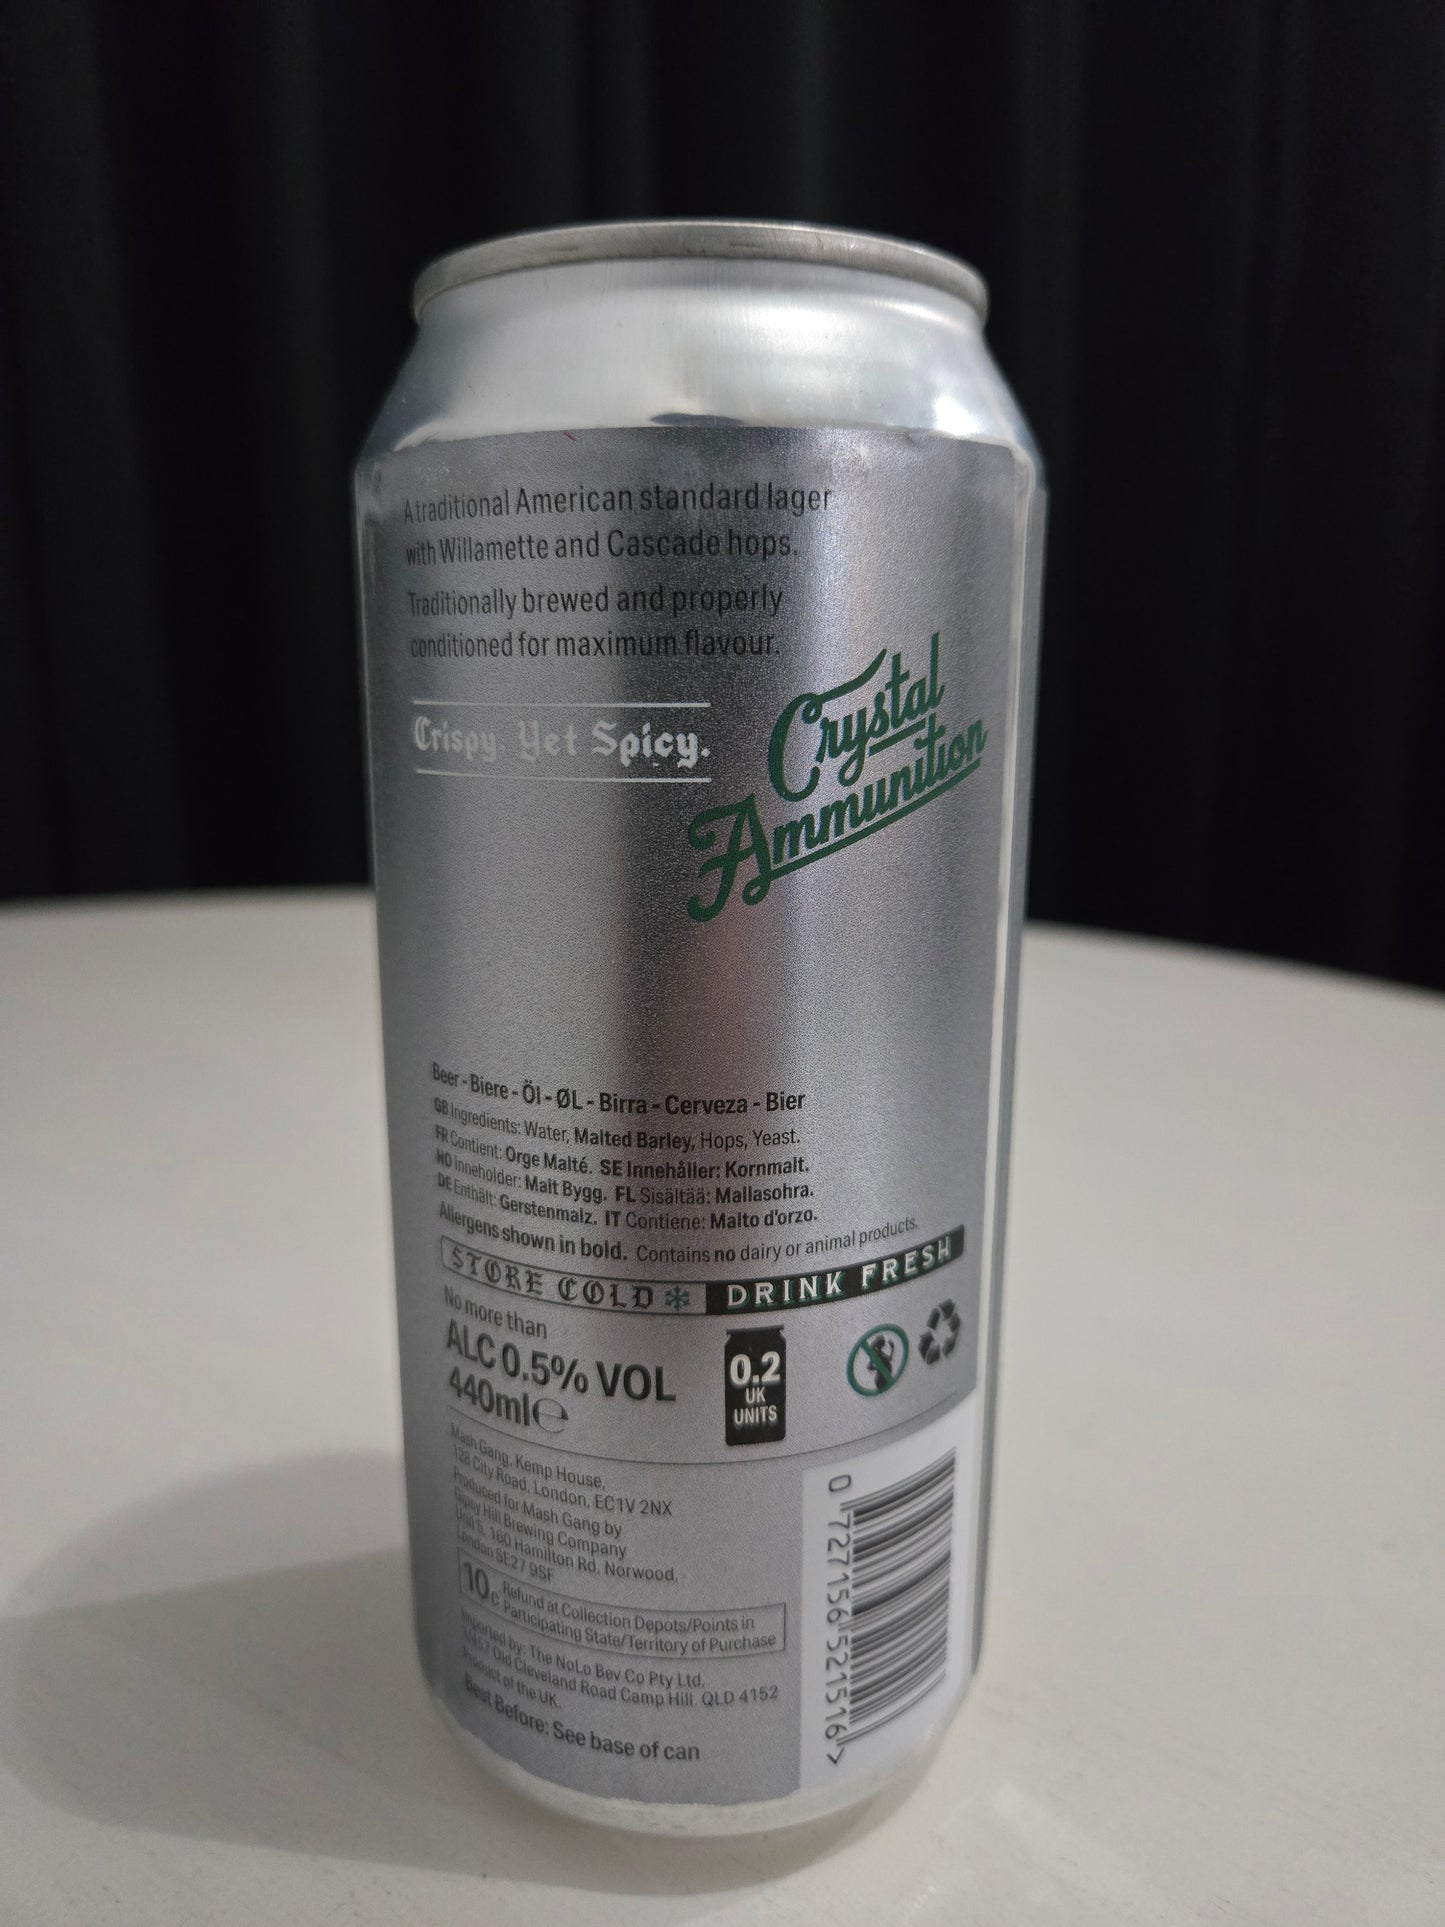 A traditional American standard lager
with Willamette and Cascade hops.
Traditionally brewed and properly
conditioned for maximum flavour.
Crispy. Yet Spicy.
Crystal
Ammunition
Beer - Biere - Öl - ØL - Birra - Cerveza - Bier
GB Ingredients: Water, Malted Barley, Hops, Yeast.
FR Contient: Orge Malté. SE Innehåller: Kornmalt.
NO Inneholder: Malt Bygg. FL Sisältää: Mallasohra.
DE Enthält: Gerstenmalz. IT Contiene: Malto d'orzo.
Allergens shown in bold. Contains no dairy or animal products.
STORE COLD DRINK FRESH
No more than
ALC 0.5% VOL
440ml ℮
0.2
UK
UNITS
Mash Gang, Kemp House,
128 City Road, London, EC1V 2NX
Produced for Mash Gang by
Gipsy Hill Brewing Company
Unit 8, 160 Hamilton Rd, Norwood,
London SE27 9SF
10c Refund at Collection Depots/Points in
Participating State/Territory of Purchase
Imported by: The NoLo Bev Co Pty Ltd,
1/457 Old Cleveland Road Camp Hill, QLD 4152
Product of the UK.
Best Before: See base of can
0 727156 521516 >